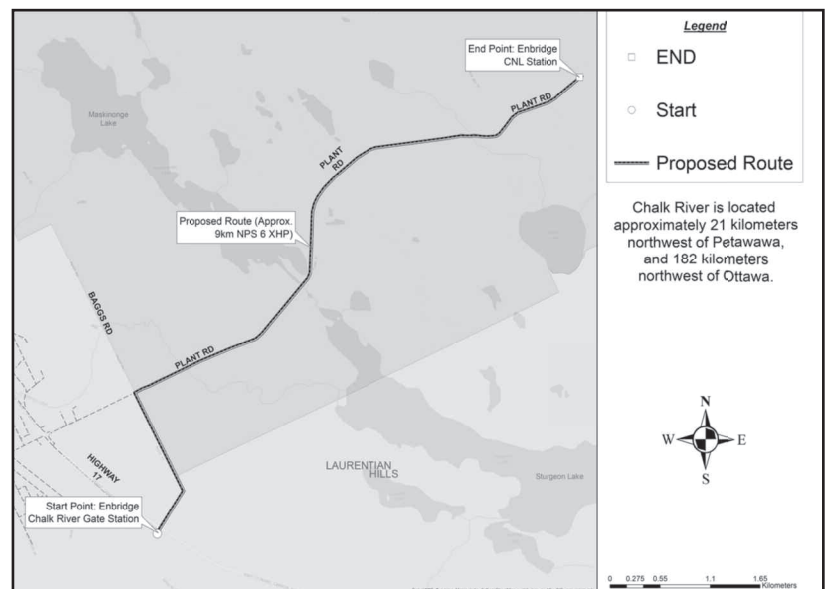 End Point: Enbridge
CNL Station
PLANT RD
Maskinonge
Lake
PLANT
RD
Proposed Route (Approx.
9km NPS 6 XHP)
BAGGS RD
PLANT RD
HIGHWAY
17
LAURENTIAN
HILLS
Sturgeon Lake
Start Point: Enbridge
Chalk River Gate Station
Legend
END
Start
Proposed Route
Chalk River is located
approximately 21 kilometers
northwest of Petawawa,
and 182 kilometers
northwest of Ottawa.
N
W E
S
0 0.275 0.55 1.1 1.65
Kilometers